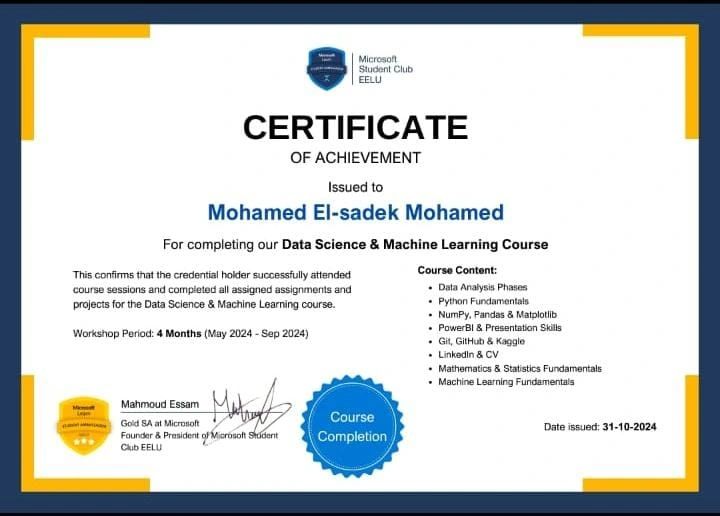 Microsoft
Learn
STUDENT AMBASSADORS
Microsoft
Student Club
EELU
CERTIFICATE
OF ACHIEVEMENT
Issued to
Mohamed El-sadek Mohamed
For completing our Data Science & Machine Learning Course
This confirms that the credential holder successfully attended
course sessions and completed all assigned assignments and
projects for the Data Science & Machine Learning course.
Workshop Period: 4 Months (May 2024 - Sep 2024)
Course Content:
• Data Analysis Phases
• Python Fundamentals
• NumPy, Pandas & Matplotlib
• PowerBI & Presentation Skills
• Git, GitHub & Kaggle
• LinkedIn & CV
• Mathematics & Statistics Fundamentals
• Machine Learning Fundamentals
Microsoft
Learn
STUDENT AMBASSADORS
Mahmoud Essam
Gold SA at Microsoft
Founder & President of Microsoft Student
Club EELU
Course
Completion
Date issued: 31-10-2024